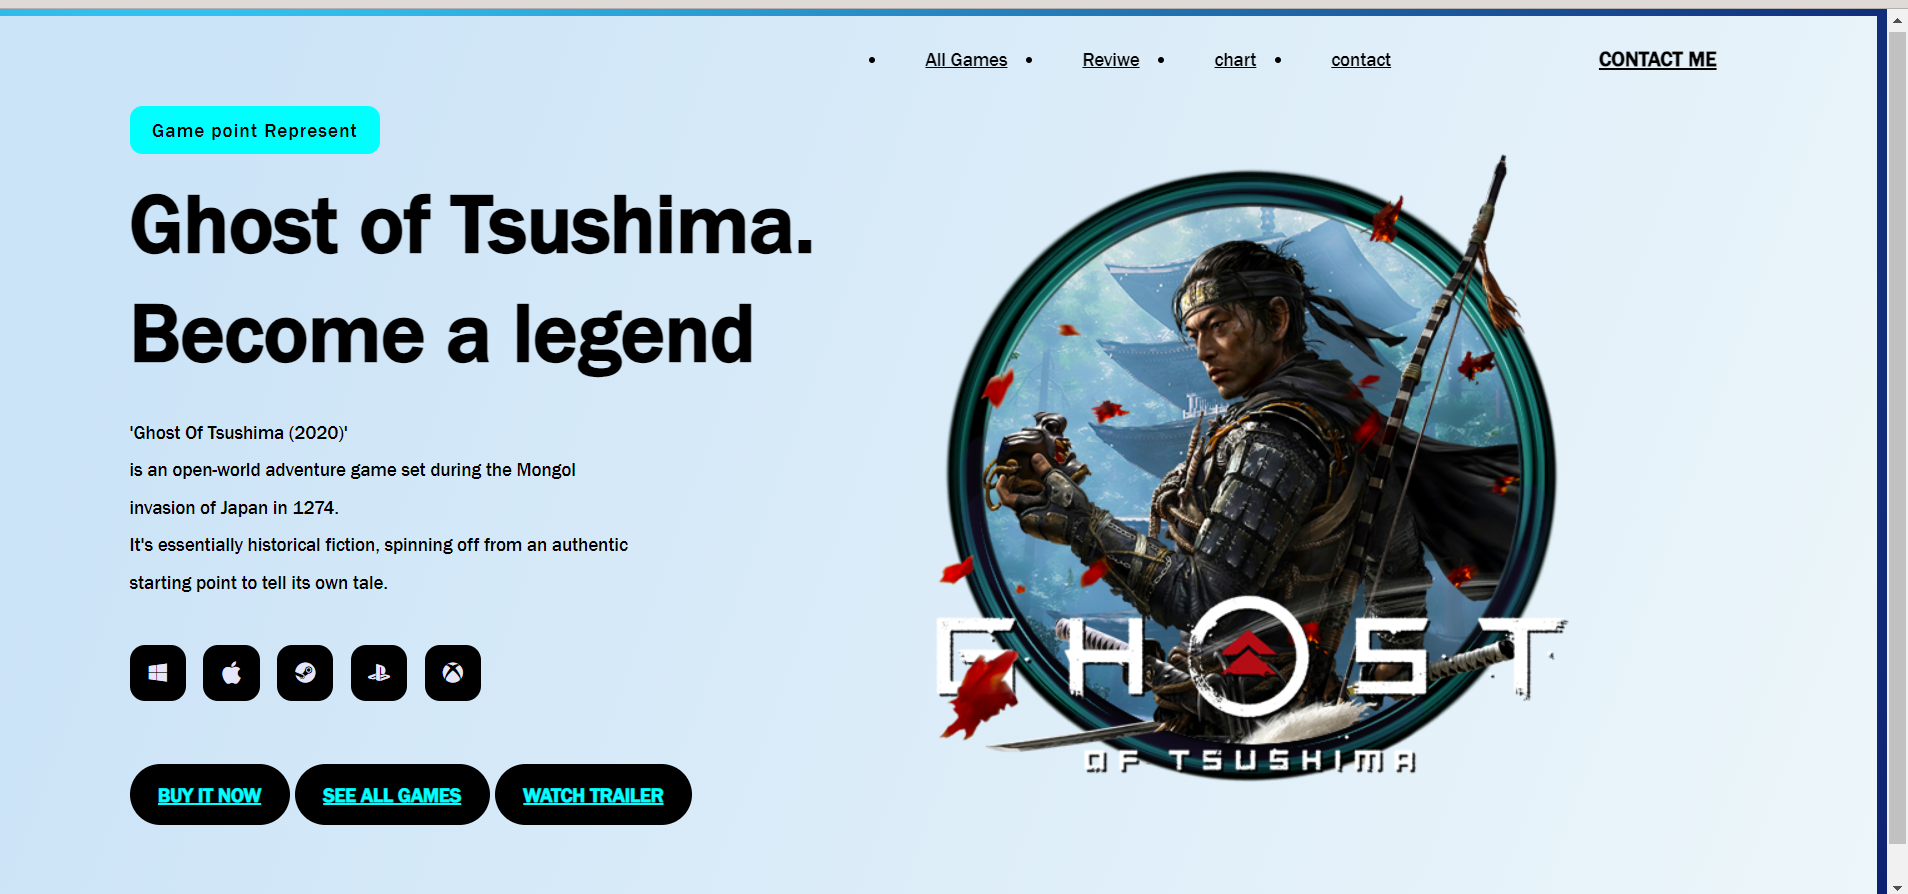 All Games Reviwe chart contact CONTACT ME
Game point Represent
Ghost of Tsushima.
Become a legend
'Ghost Of Tsushima (2020)'
is an open-world adventure game set during the Mongol
invasion of Japan in 1274.
It's essentially historical fiction, spinning off from an authentic
starting point to tell its own tale.
GHOST
OF TSUSHIMA
BUY IT NOW SEE ALL GAMES WATCH TRAILER